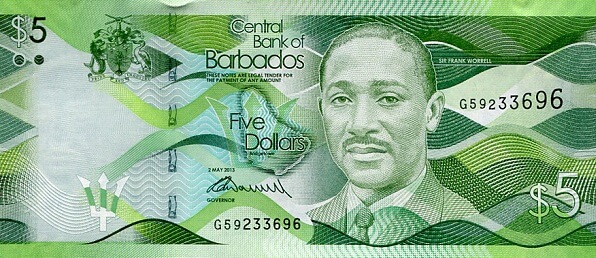 $5
Central
Bank of
Barbados
THESE NOTES ARE LEGAL TENDER FOR
THE PAYMENT OF ANY AMOUNT
SIR FRANK WORRELL
G59233696
Five
Dollars
2 MAY 2013
GOVERNOR
G59233696
$5